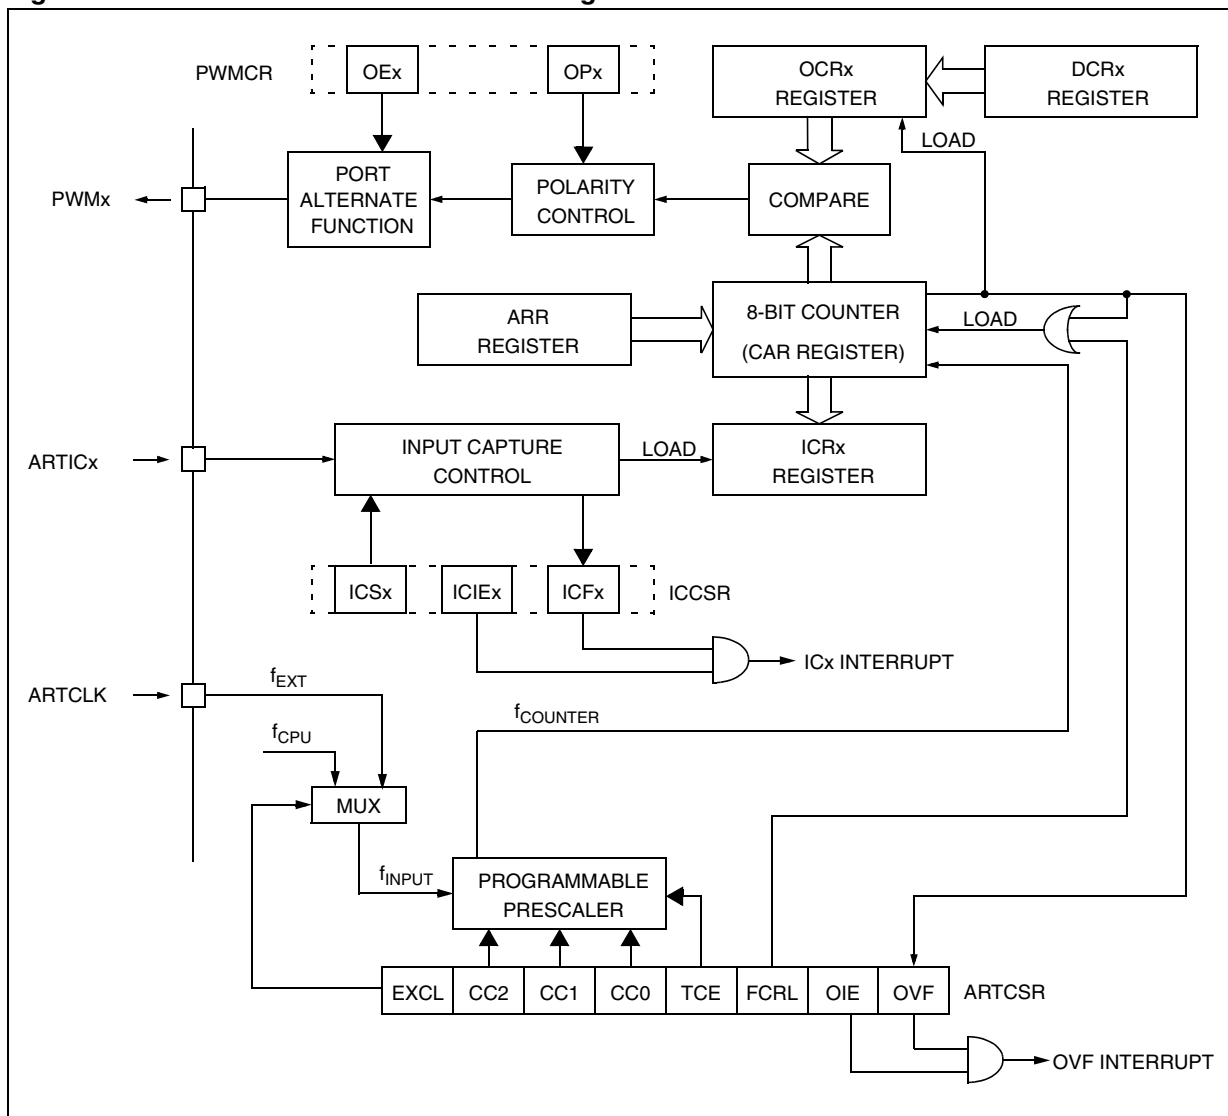 PWMCR
OEx
OPx
OCRx
REGISTER
DCRx
REGISTER
LOAD
PWMx
PORT
ALTERNATE
FUNCTION
POLARITY
CONTROL
COMPARE
ARR
REGISTER
8-BIT COUNTER
(CAR REGISTER)
LOAD
ARTICx
INPUT CAPTURE
CONTROL
LOAD
ICRx
REGISTER
ICSx
ICIEx
ICFx
ICCSR
ICx INTERRUPT
ARTCLK
fEXT
fCPU
fCOUNTER
MUX
fINPUT
PROGRAMMABLE
PRESCALER
EXCL
CC2
CC1
CC0
TCE
FCRL
OIE
OVF
ARTCSR
OVF INTERRUPT